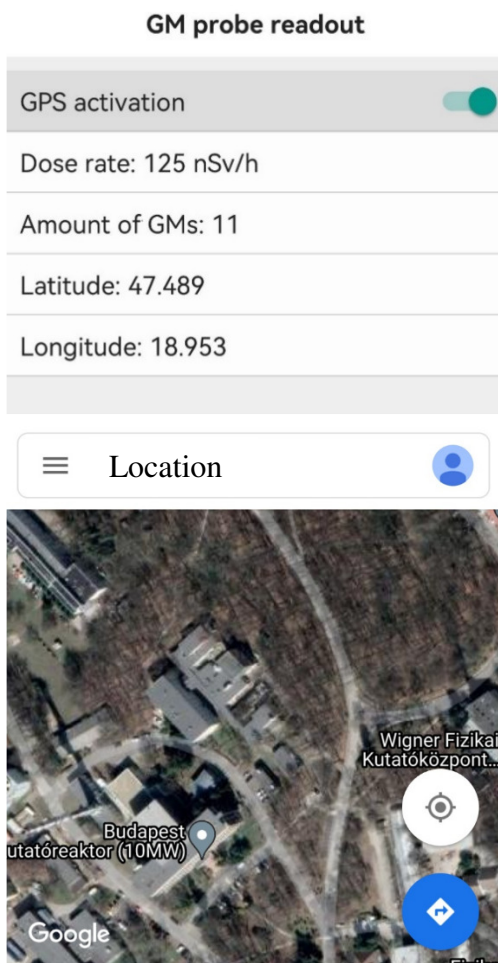 GM probe readout
GPS activation
Dose rate: 125 nSv/h
Amount of GMs: 11
Latitude: 47.489
Longitude: 18.953
Location
Wigner Fizikai
Kutatóközpont...
Budapest
utatóreaktor (10MW)
Google